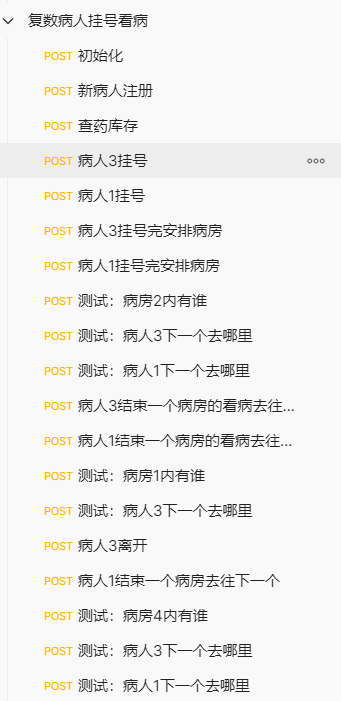 复数病人挂号看病
POST 初始化
POST 新病人注册
POST 查药库存
POST 病人3挂号
POST 病人1挂号
POST 病人3挂号完安排病房
POST 病人1挂号完安排病房
POST 测试：病房2内有谁
POST 测试：病人3下一个去哪里
POST 测试：病人1下一个去哪里
POST 病人3结束一个病房的看病去往...
POST 病人1结束一个病房的看病去往...
POST 测试：病房1内有谁
POST 测试：病人3下一个去哪里
POST 病人3离开
POST 病人1结束一个病房去往下一个
POST 测试：病房4内有谁
POST 测试：病人3下一个去哪里
POST 测试：病人1下一个去哪里